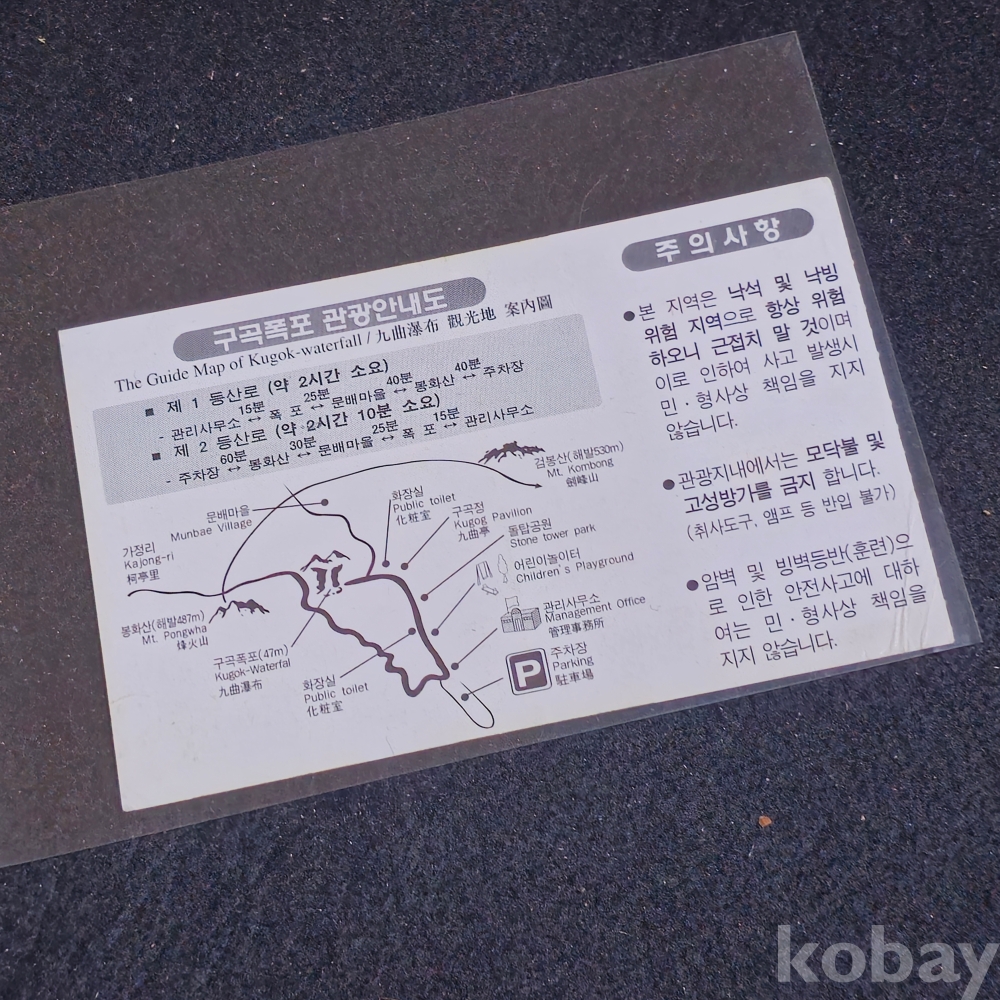 구곡폭포 관광안내도
The Guide Map of Kugok-waterfall / 九曲瀑布 觀光地 案內圖
■ 제 1 등산로 (약 2시간 소요)
15분 25분 40분 40분
- 관리사무소 ↔ 폭 포 ↔ 문배마을 ↔ 봉화산 ↔ 주차장
■ 제 2 등산로 (약 2시간 10분 소요)
60분 30분 25분 15분
- 주차장 ↔ 봉화산 ↔ 문배마을 ↔ 폭 포 ↔ 관리사무소
검봉산(해발530m)
Mt. Kombong
劍峰山
화장실
Public toilet
化粧室
구곡정
Kugog Pavilion
九曲亭
문배마을
Munbae Village
돌탑공원
Stone tower park
가정리
Kajong-ri
柯亭里
어린이놀이터
Children's Playground
봉화산(해발487m)
Mt. Pongwha
烽火山
관리사무소
Management Office
管理事務所
구곡폭포(47m)
Kugok-Waterfal
九曲瀑布
화장실
Public toilet
化粧室
P
주차장
Parking
駐車場
주의사항
● 본 지역은 낙석 및 낙빙
위험 지역으로 항상 위험
하오니 근접치 말 것이며
이로 인하여 사고 발생시
민·형사상 책임을 지지
않습니다.
● 관광지내에서는 모닥불 및
고성방가를 금지 합니다.
(취사도구, 앰프 등 반입 불가)
● 암벽 및 빙벽등반(훈련)으
로 인한 안전사고에 대하
여는 민·형사상 책임을
지지 않습니다.
kobay